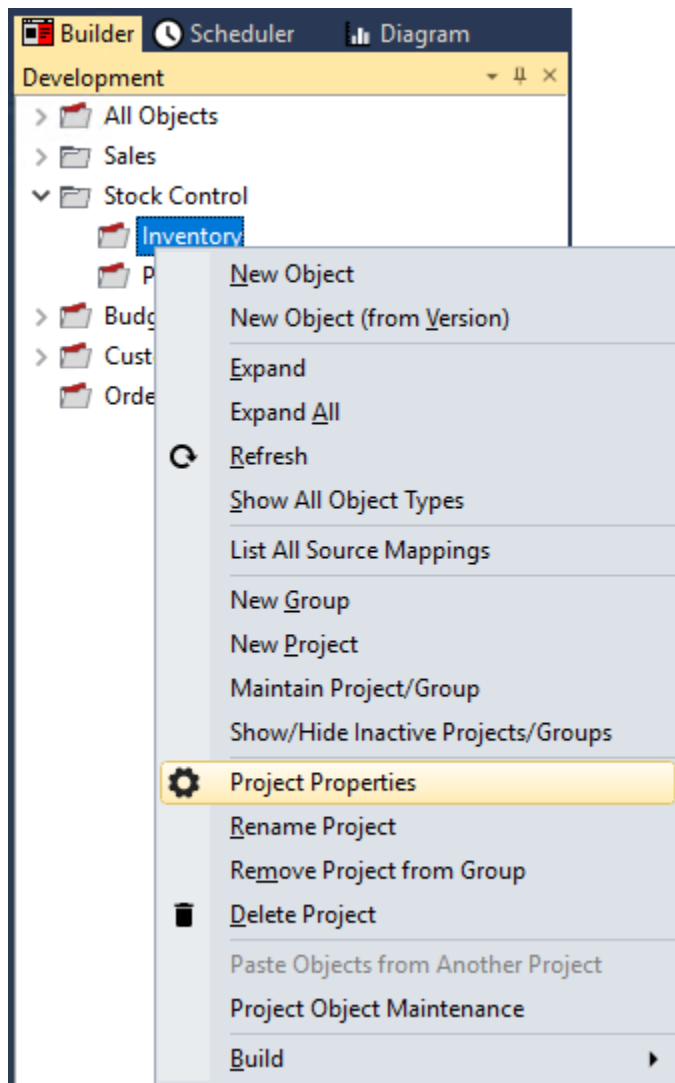 Builder Scheduler Diagram
Development
All Objects
Sales
Stock Control
Inventory
New Object
New Object (from Version)
Expand
Expand All
Refresh
Show All Object Types
List All Source Mappings
New Group
New Project
Maintain Project/Group
Show/Hide Inactive Projects/Groups
Project Properties
Rename Project
Remove Project from Group
Delete Project
Paste Objects from Another Project
Project Object Maintenance
Build